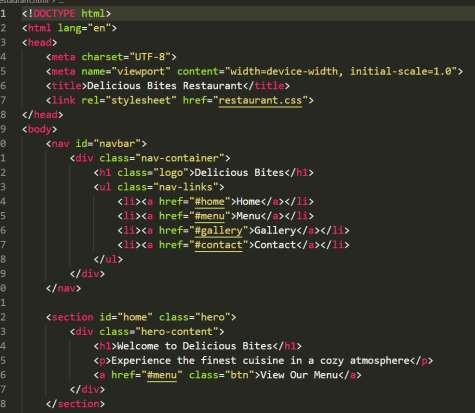 <!DOCTYPE html>
<html lang="en">
<head>
    <meta charset="UTF-8">
    <meta name="viewport" content="width=device-width, initial-scale=1.0">
    <title>Delicious Bites Restaurant</title>
    <link rel="stylesheet" href="restaurant.css">
</head>
<body>
    <nav id="navbar">
        <div class="nav-container">
            <h1 class="logo">Delicious Bites</h1>
            <ul class="nav-links">
                <li><a href="#home">Home</a></li>
                <li><a href="#menu">Menu</a></li>
                <li><a href="#gallery">Gallery</a></li>
                <li><a href="#contact">Contact</a></li>
            </ul>
        </div>
    </nav>

    <section id="home" class="hero">
        <div class="hero-content">
            <h1>Welcome to Delicious Bites</h1>
            <p>Experience the finest cuisine in a cozy atmosphere</p>
            <a href="#menu" class="btn">View Our Menu</a>
        </div>
    </section>